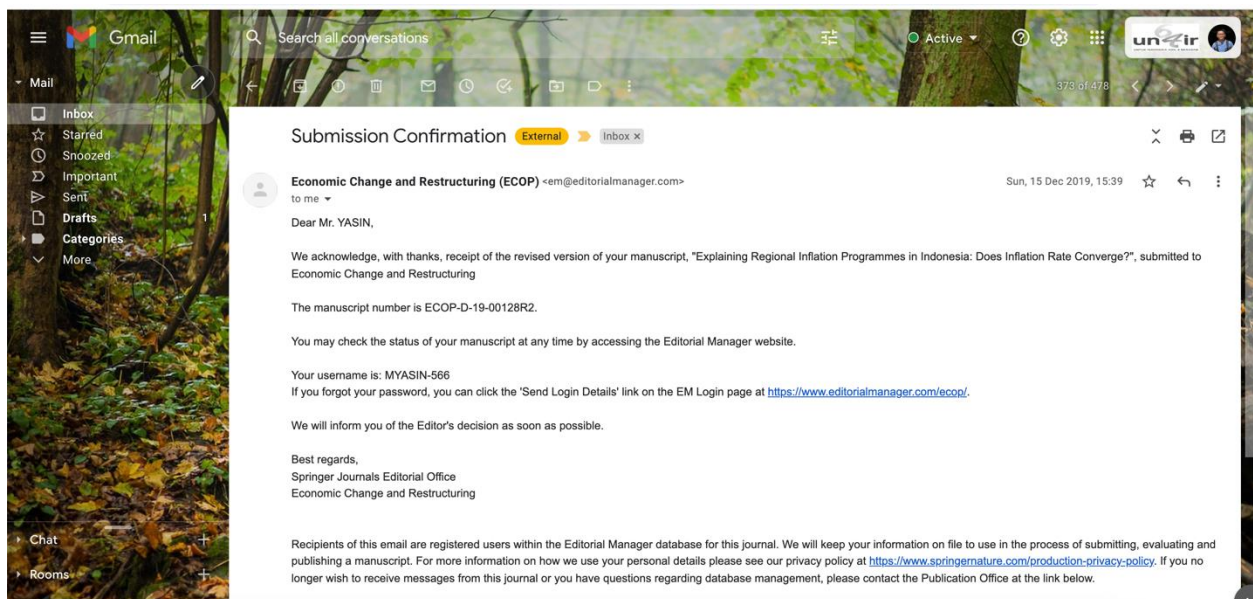 Gmail
Search all conversations
Active
un4ir
Mail
373 of 478
Inbox
Starred
Snoozed
Important
Sent
Drafts 1
Categories
More
Submission Confirmation External Inbox ×
Economic Change and Restructuring (ECOP) <em@editorialmanager.com> Sun, 15 Dec 2019, 15:39
to me
Dear Mr. YASIN,
We acknowledge, with thanks, receipt of the revised version of your manuscript, "Explaining Regional Inflation Programmes in Indonesia: Does Inflation Rate Converge?", submitted to
Economic Change and Restructuring
The manuscript number is ECOP-D-19-00128R2.
You may check the status of your manuscript at any time by accessing the Editorial Manager website.
Your username is: MYASIN-566
If you forgot your password, you can click the 'Send Login Details' link on the EM Login page at https://www.editorialmanager.com/ecop/.
We will inform you of the Editor's decision as soon as possible.
Best regards,
Springer Journals Editorial Office
Economic Change and Restructuring
Recipients of this email are registered users within the Editorial Manager database for this journal. We will keep your information on file to use in the process of submitting, evaluating and
publishing a manuscript. For more information on how we use your personal details please see our privacy policy at https://www.springernature.com/production-privacy-policy. If you no
longer wish to receive messages from this journal or you have questions regarding database management, please contact the Publication Office at the link below.
Chat
Rooms